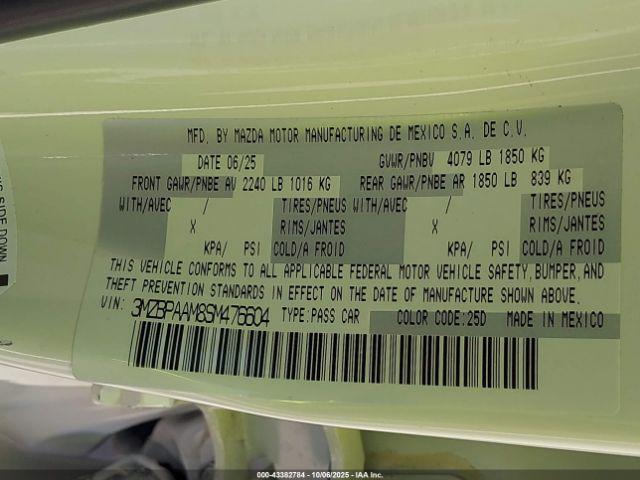 MFD. BY MAZDA MOTOR MANUFACTURING DE MEXICO S.A. DE C.V.
DATE 06/25 GVWR/PNBV 4079 LB 1850 KG
FRONT GAWR/PNBE AV 2240 LB 1016 KG REAR GAWR/PNBE AR 1850 LB 839 KG
WITH/AVEC / TIRES/PNEUS WITH/AVEC / TIRES/PNEUS
X RIMS/JANTES X RIMS/JANTES
KPA/ PSI COLD/A FROID KPA/ PSI COLD/A FROID
THIS VEHICLE CONFORMS TO ALL APPLICABLE FEDERAL MOTOR VEHICLE SAFETY, BUMPER, AND
THEFT PREVENTION STANDARDS IN EFFECT ON THE DATE OF MANUFACTURE SHOWN ABOVE.
VIN: 3MZBPAAM8SM476604 TYPE:PASS CAR COLOR CODE:25D MADE IN MEXICO
SIDE DOWN
000-43382784 - 10/06/2025 - IAA Inc.